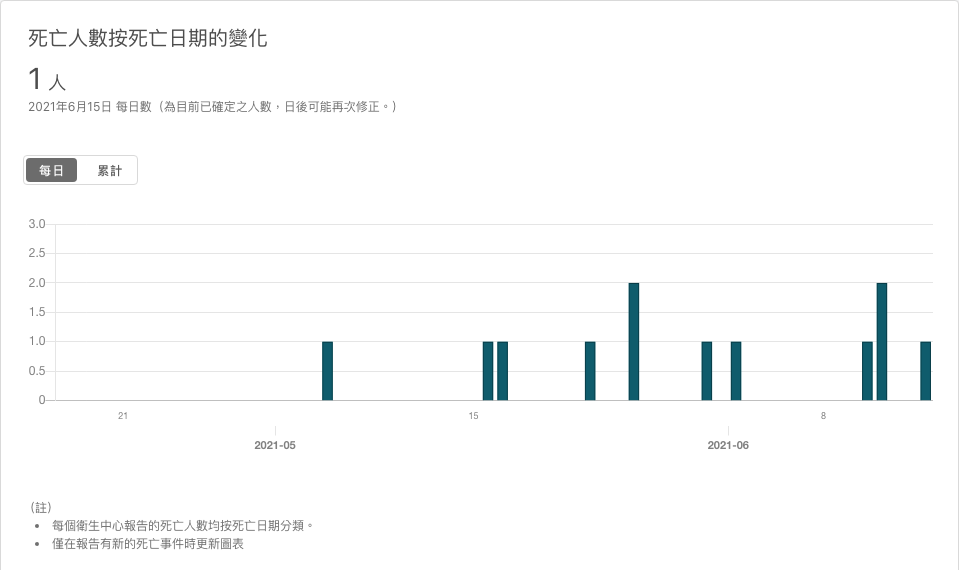 死亡人數按死亡日期的變化
1 人
2021年6月15日 每日數（為目前已確定之人數，日後可能再次修正。）
每日 累計
3.0
2.5
2.0
1.5
1.0
0.5
0
21 15 8
2021-05 2021-06
（註）
• 每個衛生中心報告的死亡人數均按死亡日期分類。
• 僅在報告有新的死亡事件時更新圖表